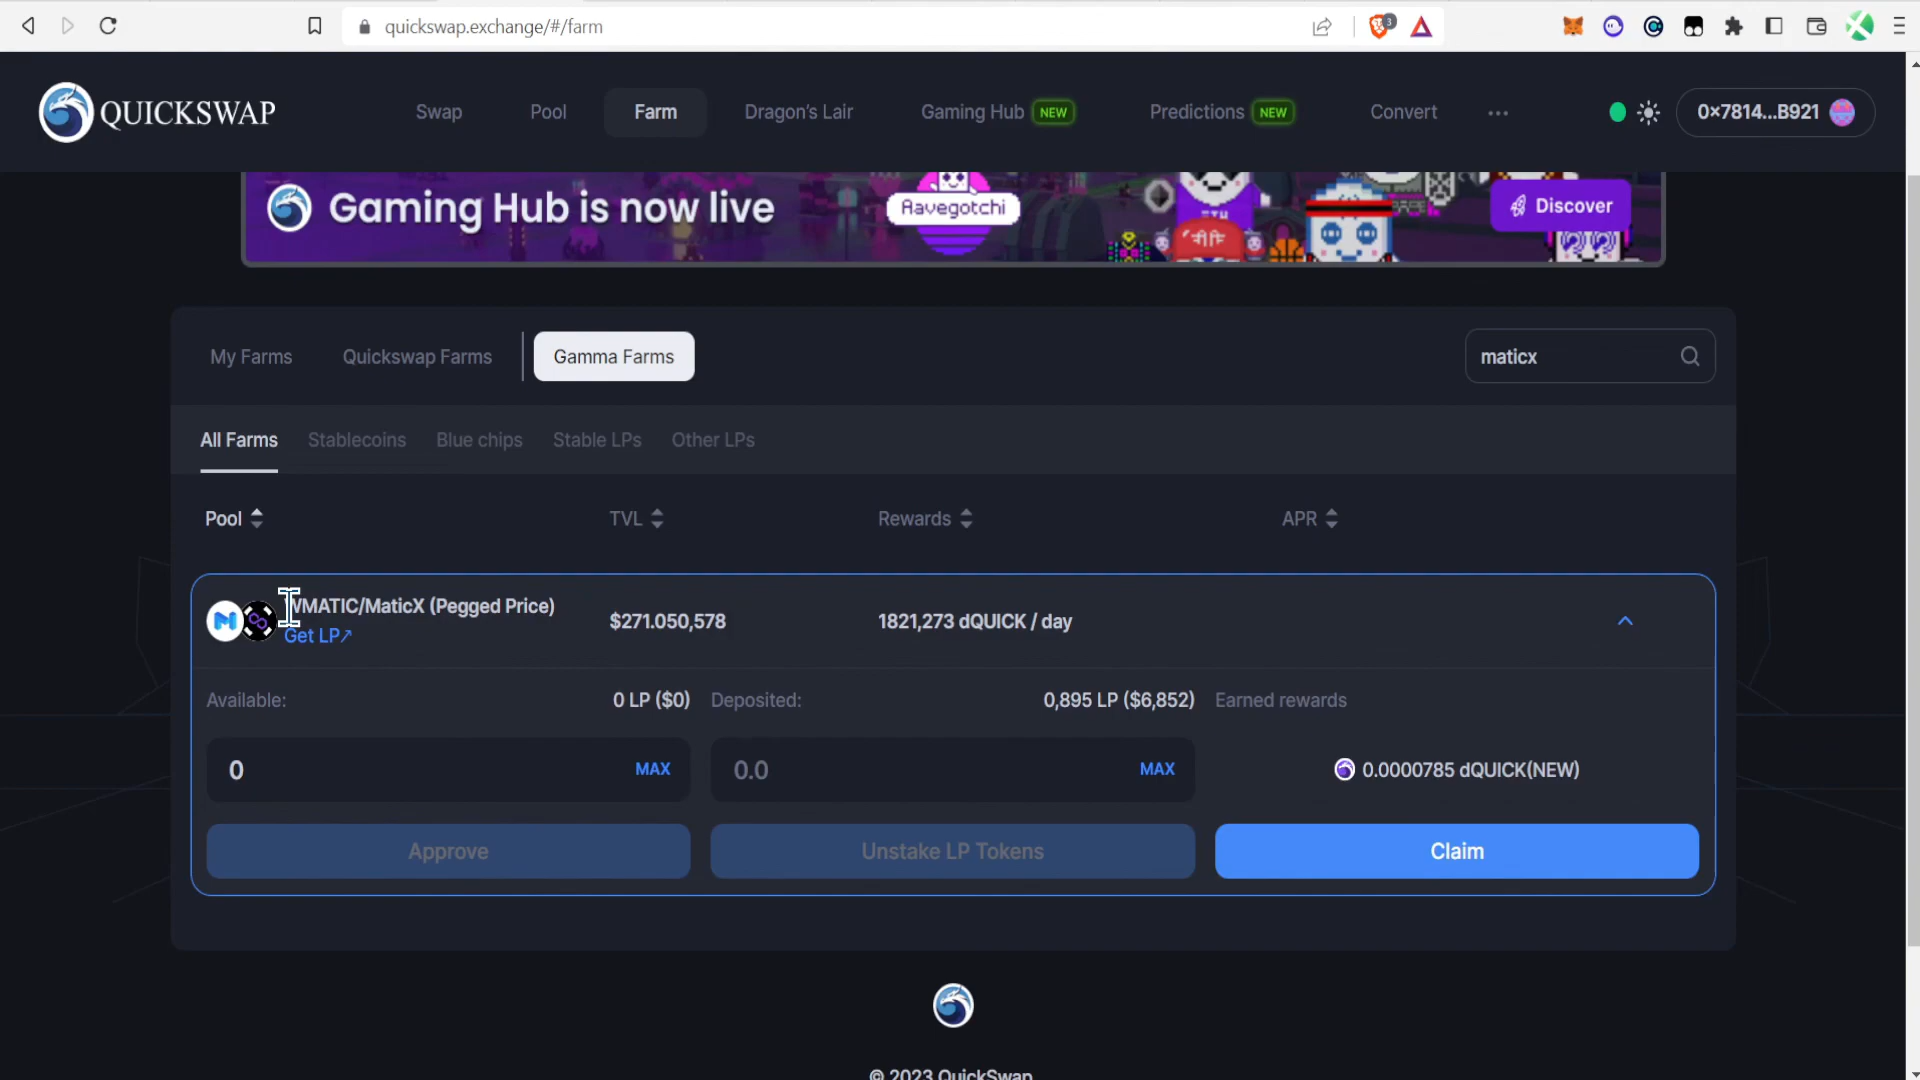 quickswap.exchange/#/farm
3
QUICKSWAP
Swap
Pool
Farm
Dragon's Lair
Gaming Hub NEW
Predictions NEW
Convert
0x7814...B921
Gaming Hub is now live
Aavegotchi
ETH
Discover
My Farms
Quickswap Farms
Gamma Farms
maticx
All Farms
Stablecoins
Blue chips
Stable LPs
Other LPs
Pool
TVL
Rewards
APR
WMATIC/MaticX (Pegged Price)
Get LP↗
$271.050,578
1821,273 dQUICK / day
Available:
0 LP ($0)
Deposited:
0,895 LP ($6,852)
Earned rewards
0
MAX
0.0
MAX
0.0000785 dQUICK(NEW)
Approve
Unstake LP Tokens
Claim
© 2023 QuickSwap